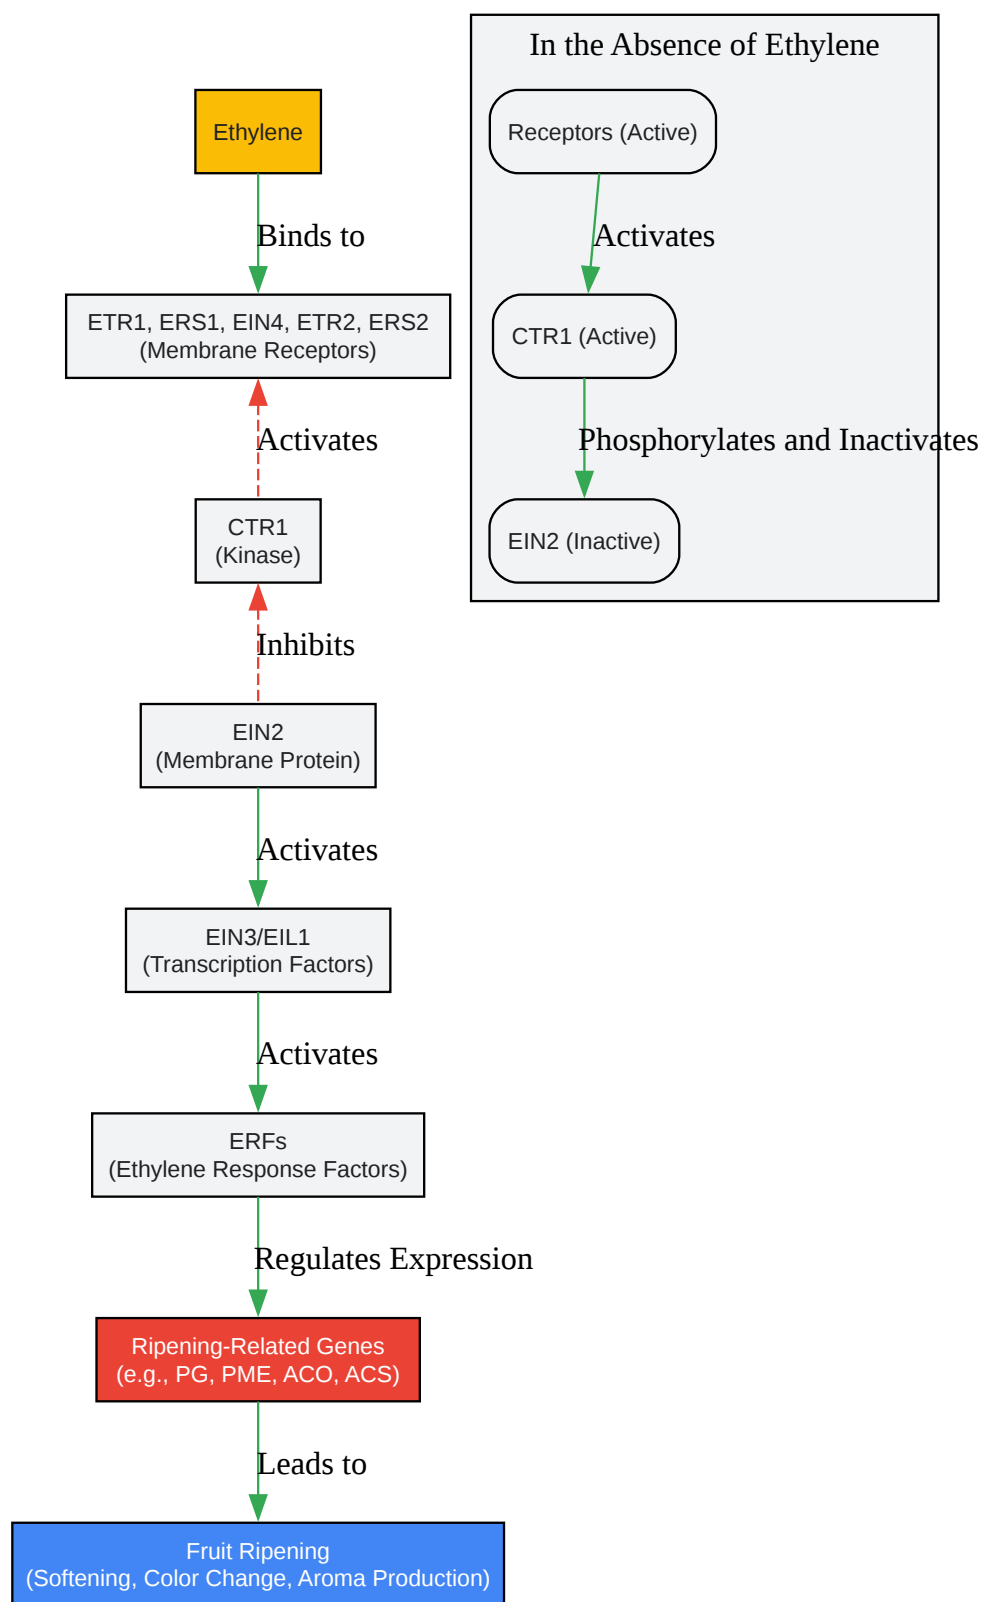 Ethylene
Binds to
ETR1, ERS1, EIN4, ETR2, ERS2
(Membrane Receptors)
Activates
CTR1
(Kinase)
Inhibits
EIN2
(Membrane Protein)
Activates
EIN3/EIL1
(Transcription Factors)
Activates
ERFs
(Ethylene Response Factors)
Regulates Expression
Ripening-Related Genes
(e.g., PG, PME, ACO, ACS)
Leads to
Fruit Ripening
(Softening, Color Change, Aroma Production)
In the Absence of Ethylene
Receptors (Active)
Activates
CTR1 (Active)
Phosphorylates and Inactivates
EIN2 (Inactive)